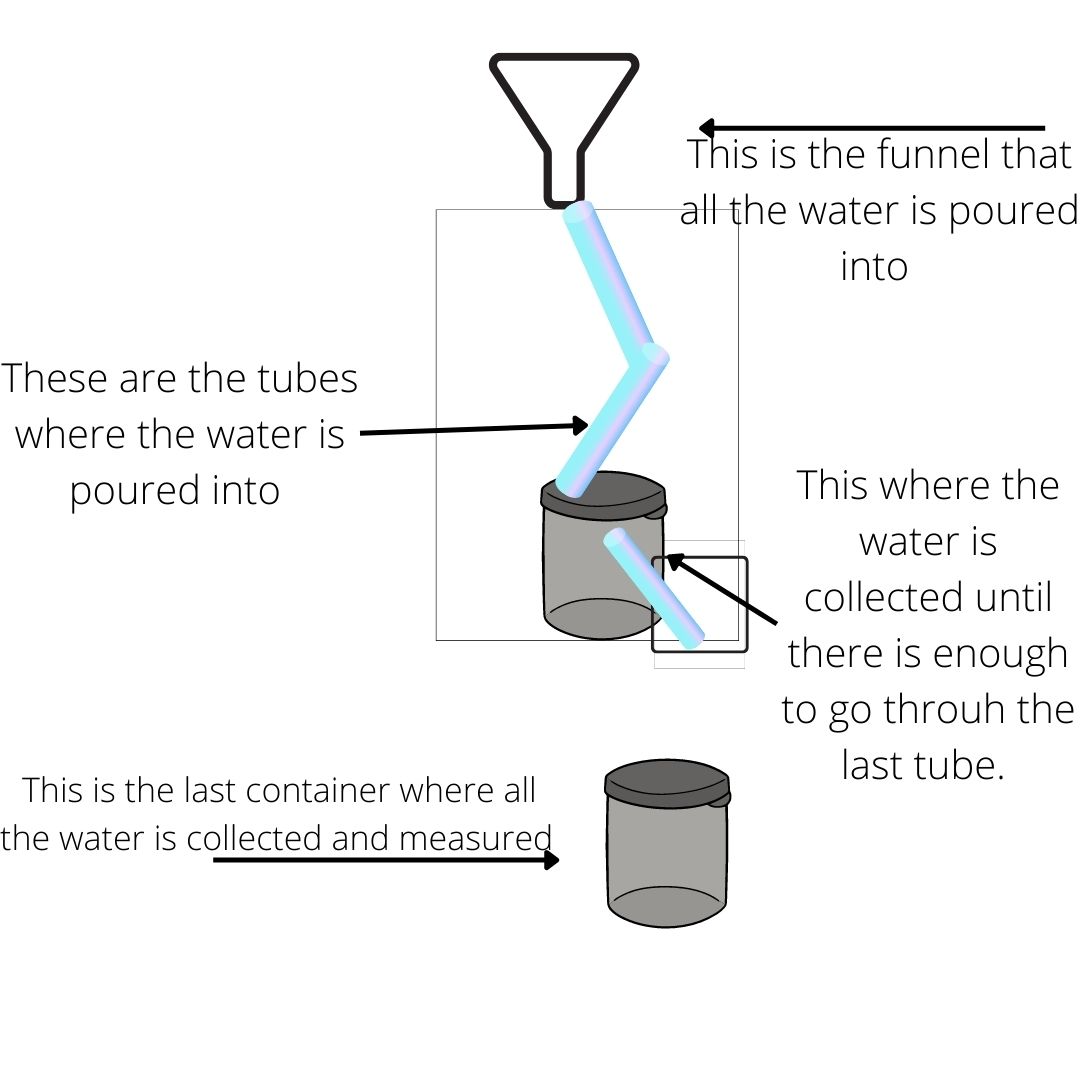 This is the funnel that
all the water is poured
into
These are the tubes
where the water is
poured into
This where the
water is
collected until
there is enough
to go throuh the
last tube.
This is the last container where all
the water is collected and measured